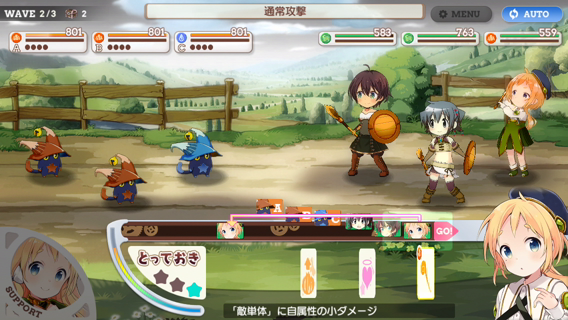 WAVE 2/3 2
通常攻撃
MENU
AUTO
801
A
801
B
801
C
583
763
559
A
C
GO!
とっておき
SUPPORT
「敵単体」に自属性の小ダメージ